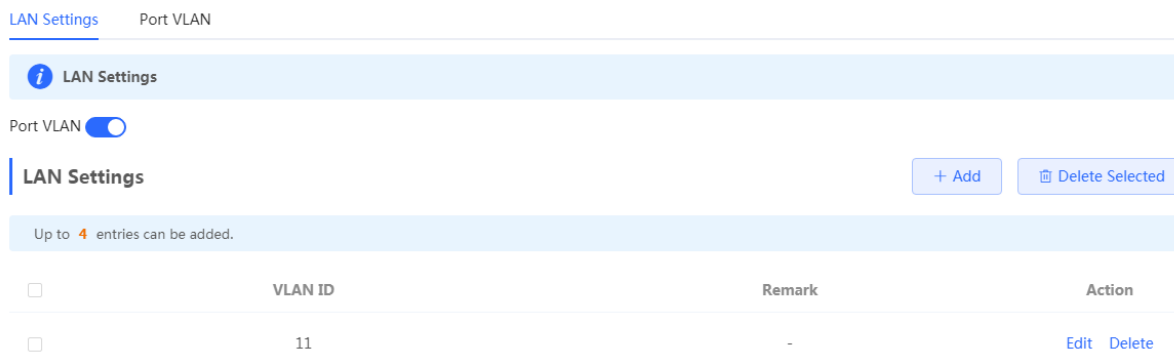 LAN Settings Port VLAN
i LAN Settings
Port VLAN
LAN Settings + Add Delete Selected
Up to 4 entries can be added.
VLAN ID Remark Action
11 - Edit Delete